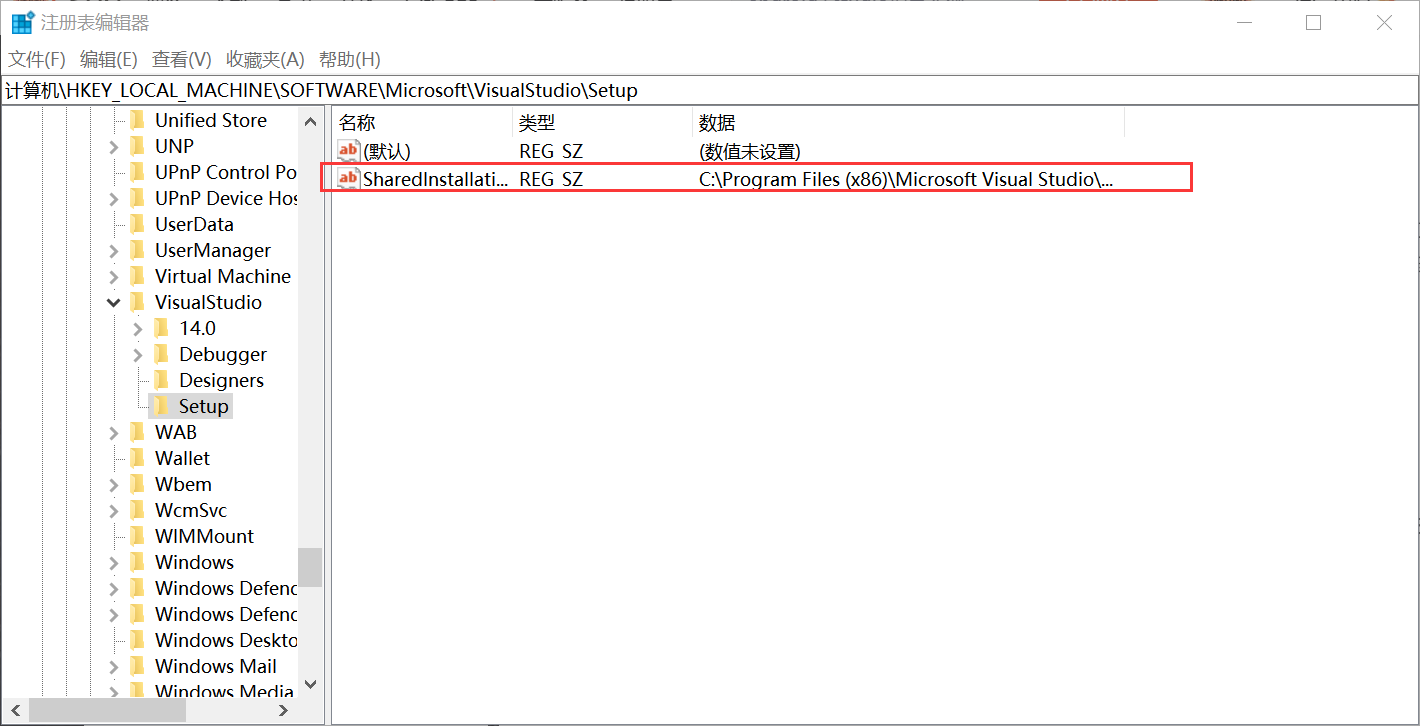 注册表编辑器
文件(F) 编辑(E) 查看(V) 收藏夹(A) 帮助(H)
计算机\HKEY_LOCAL_MACHINE\SOFTWARE\Microsoft\VisualStudio\Setup
Unified Store
UNP
UPnP Control Po
UPnP Device Hos
UserData
UserManager
Virtual Machine
VisualStudio
14.0
Debugger
Designers
Setup
WAB
Wallet
Wbem
WcmSvc
WIMMount
Windows
Windows Defend
Windows Defend
Windows Deskto
Windows Mail
Windows Media
名称 类型 数据
ab (默认) REG_SZ (数值未设置)
ab SharedInstallati... REG_SZ C:\Program Files (x86)\Microsoft Visual Studio\...